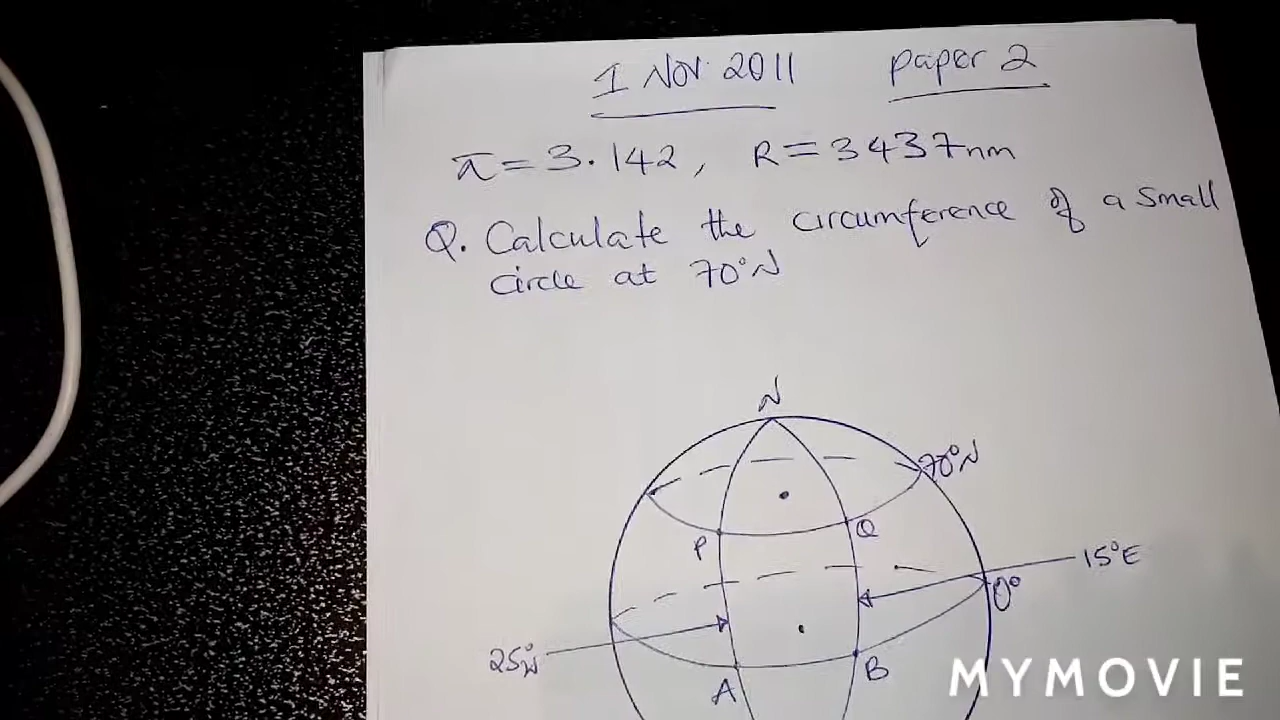 1 Nov 2011 paper 2
π = 3.142, R = 3437nm
Q. Calculate the circumference of a small
circle at 70°N
N
70°N
P
Q
15°E
0°
25°W
A
B
MYMOVIE